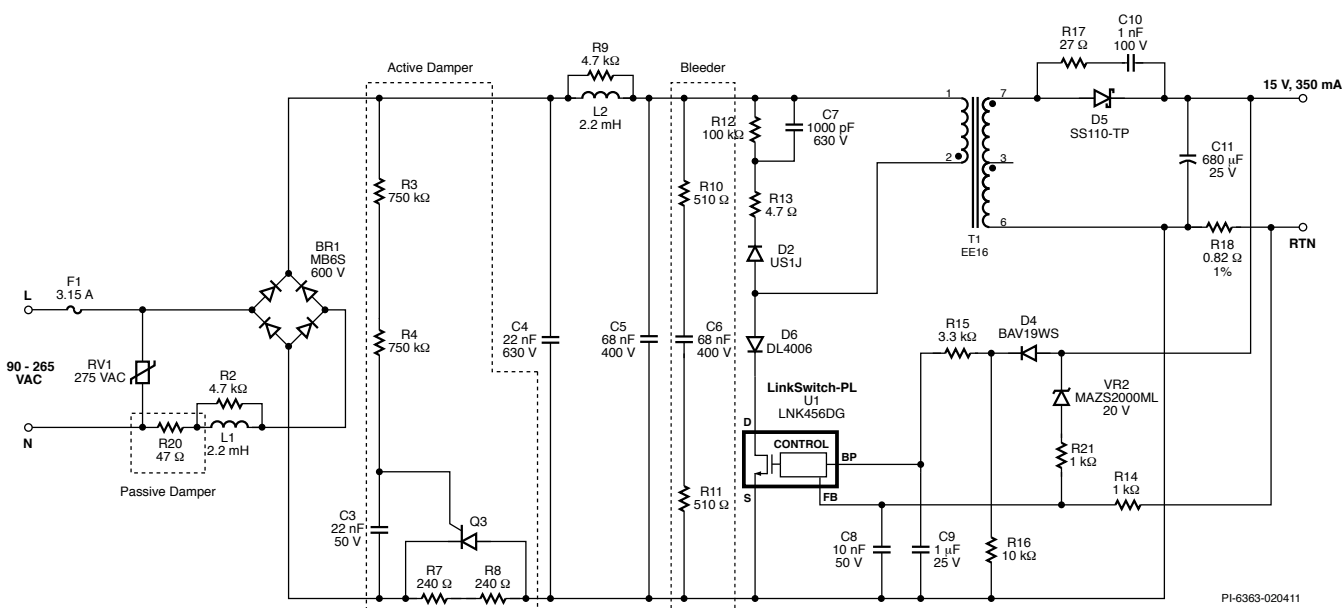 Active Damper
R9
4.7 kΩ
L2
2.2 mH
Bleeder
R17
27 Ω
C10
1 nF
100 V
15 V, 350 mA
R12
100 kΩ
C7
1000 pF
630 V
1
2
7
3
6
D5
SS110-TP
C11
680 µF
25 V
R3
750 kΩ
R10
510 Ω
R13
4.7 Ω
T1
EE16
R18
0.82 Ω
1%
RTN
D2
US1J
BR1
MB6S
600 V
F1
3.15 A
L
90 - 265
VAC
RV1
275 VAC
R2
4.7 kΩ
L1
2.2 mH
N
R20
47 Ω
Passive Damper
R4
750 kΩ
C4
22 nF
630 V
C5
68 nF
400 V
C6
68 nF
400 V
D6
DL4006
R15
3.3 kΩ
D4
BAV19WS
VR2
MAZS2000ML
20 V
LinkSwitch-PL
U1
LNK456DG
D
CONTROL
BP
S
FB
R21
1 kΩ
R14
1 kΩ
C3
22 nF
50 V
Q3
R7
240 Ω
R8
240 Ω
R11
510 Ω
C8
10 nF
50 V
C9
1 µF
25 V
R16
10 kΩ
PI-6363-020411